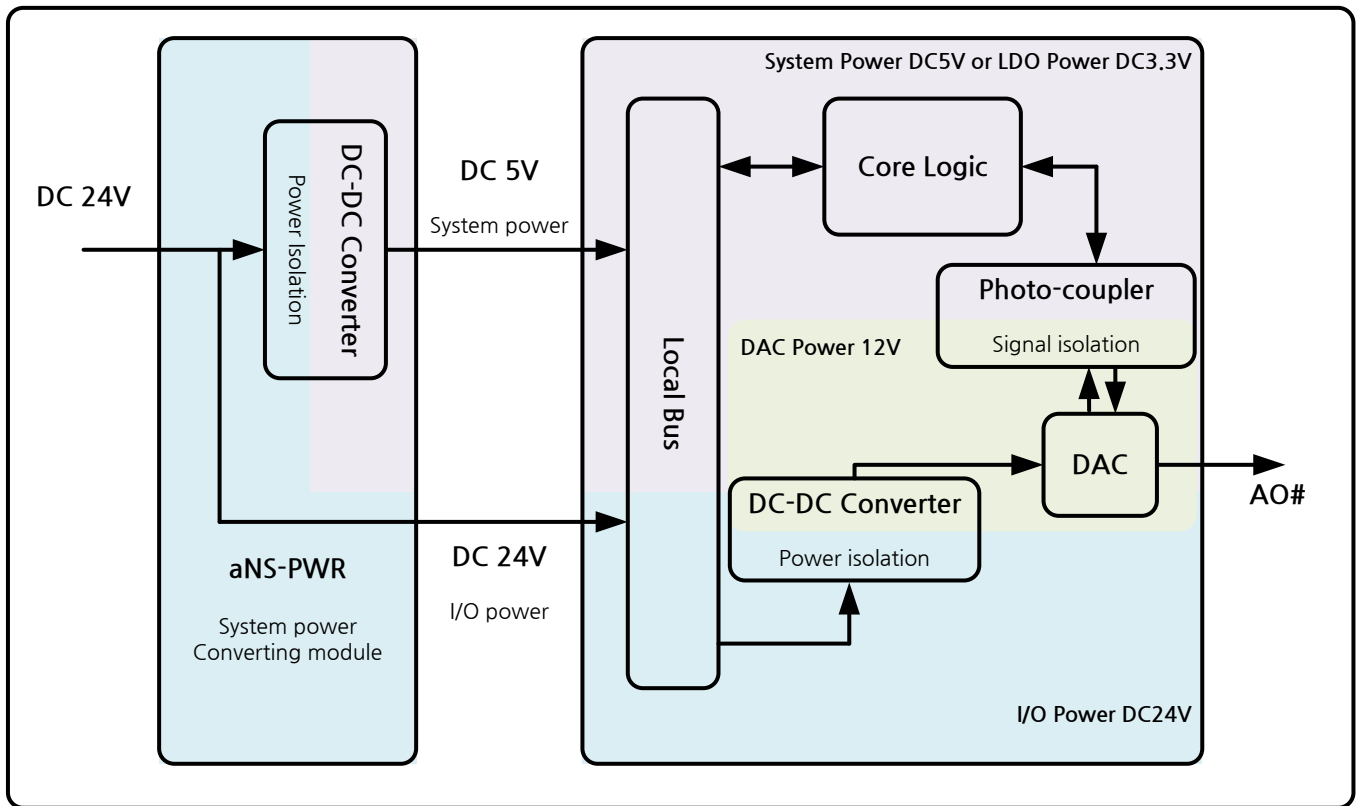 System Power DC5V or LDO Power DC3.3V
DC 24V
Power Isolation
DC-DC Converter
DC 5V
System power
Local Bus
Core Logic
Photo-coupler
Signal isolation
DAC Power 12V
DAC
AO#
DC-DC Converter
Power isolation
aNS-PWR
System power
Converting module
DC 24V
I/O power
I/O Power DC24V